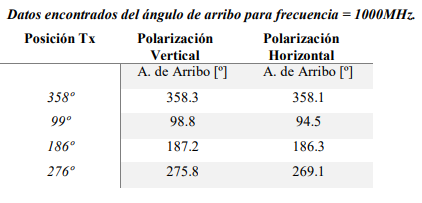 Datos encontrados del ángulo de arribo para frecuencia = 1000MHz.
Posición Tx Polarización Vertical Polarización Horizontal
A. de Arribo [º] A. de Arribo [º]
358º 358.3 358.1
99º 98.8 94.5
186º 187.2 186.3
276º 275.8 269.1